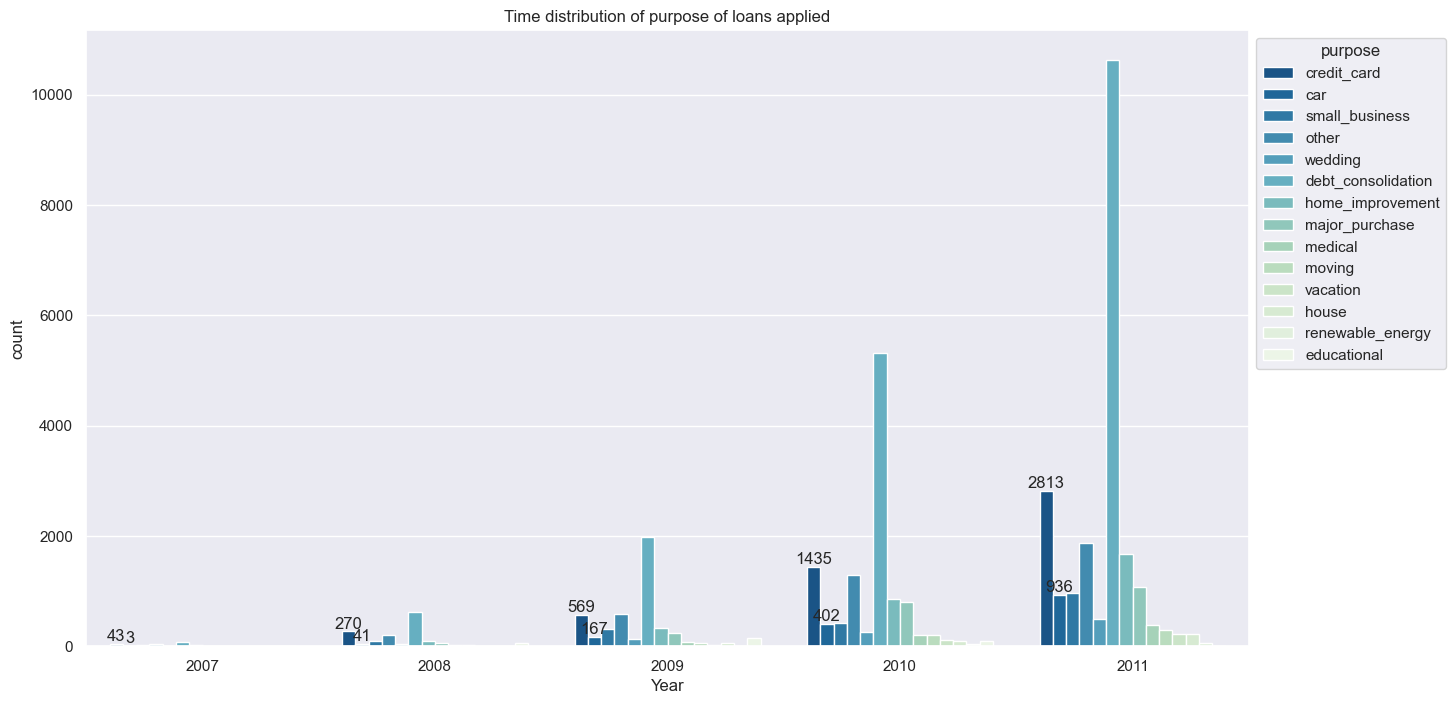 Time distribution of purpose of loans applied
count
10000
8000
6000
4000
2000
0
43
3
270
41
569
167
1435
402
2813
936
2007
2008
2009
2010
2011
Year
purpose
credit_card
car
small_business
other
wedding
debt_consolidation
home_improvement
major_purchase
medical
moving
vacation
house
renewable_energy
educational